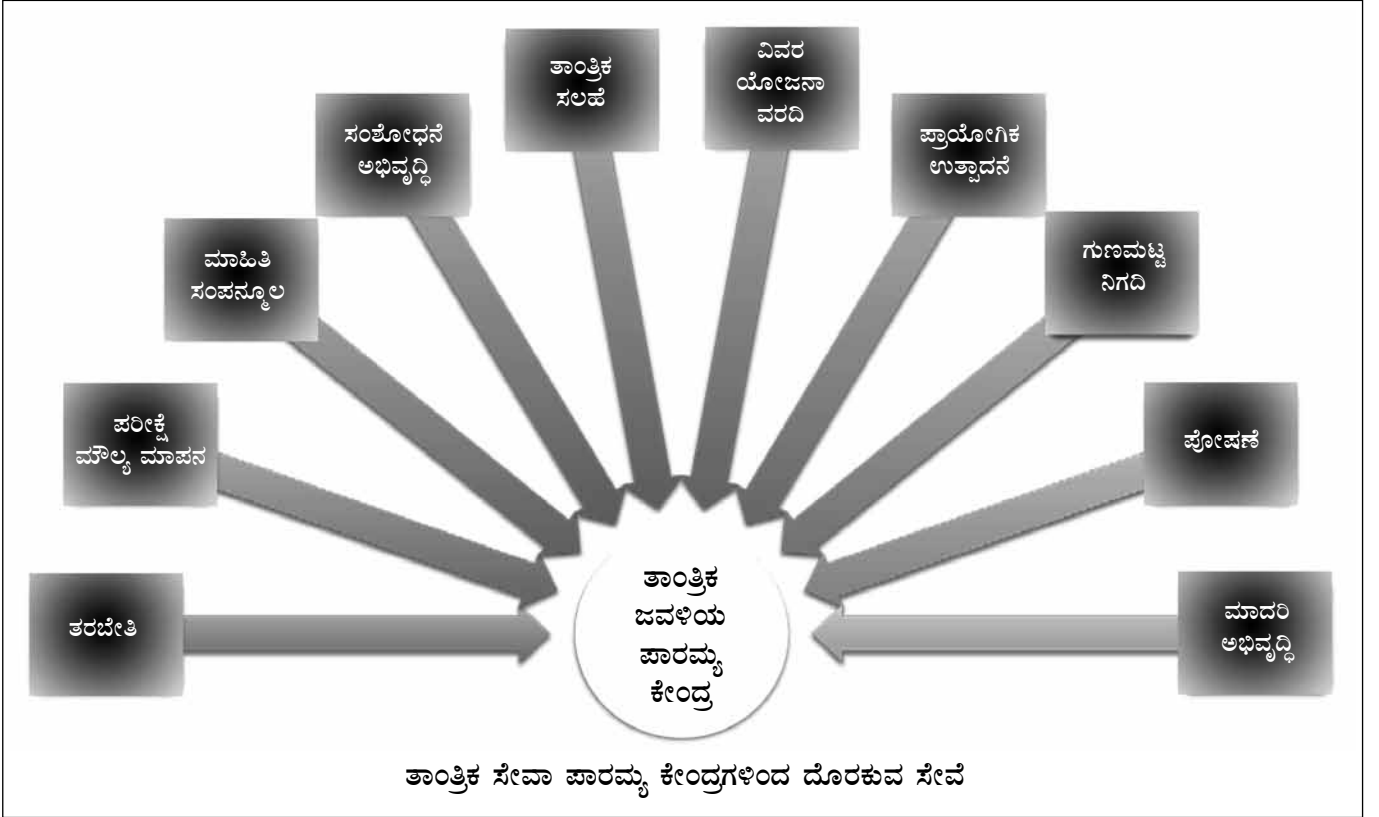 ತಾಂತ್ರಿಕ
ಸಲಹೆ
ವಿವರ
ಯೋಜನಾ
ವರದಿ
ಸಂಶೋಧನೆ
ಅಭಿವೃದ್ಧಿ
ಪ್ರಾಯೋಗಿಕ
ಉತ್ಪಾದನೆ
ಮಾಹಿತಿ
ಸಂಪನ್ಮೂಲ
ಗುಣಮಟ್ಟ
ನಿಗದಿ
ಪರೀಕ್ಷೆ
ಮೌಲ್ಯ ಮಾಪನ
ಪೋಷಣೆ
ತರಬೇತಿ
ತಾಂತ್ರಿಕ
ಜವಳಿಯ
ಪಾರಮ್ಯ
ಕೇಂದ್ರ
ಮಾದರಿ
ಅಭಿವೃದ್ಧಿ
ತಾಂತ್ರಿಕ ಸೇವಾ ಪಾರಮ್ಯ ಕೇಂದ್ರಗಳಿಂದ ದೊರಕುವ ಸೇವೆ